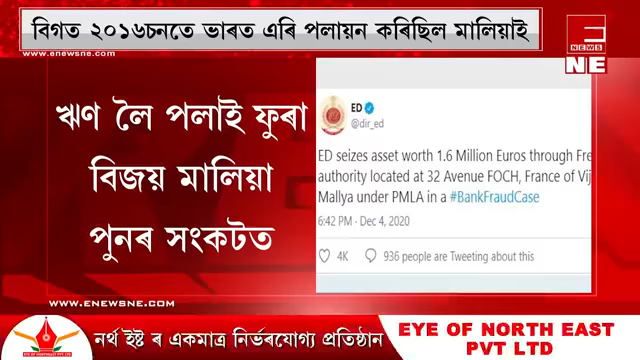 বিগত ২০১৬চনতে ভাৰত এৰি পলায়ন কৰিছিল মালিয়াই
www.enewsne.com
E
NEWS
NE
ঋণ লৈ পলাই ফুৰা
বিজয় মালিয়া
পুনৰ সংকটত
ED
@dir_ed
ED seizes asset worth 1.6 Million Euros through Fre
authority located at 32 Avenue FOCH, France of Vij
Mallya under PMLA in a #BankFraudCase
6:42 PM · Dec 4, 2020
4K 936 people are Tweeting about this
WWW.ENEWSNE.COM
নৰ্থ ইষ্ট ৰ একমাত্ৰ নিৰ্ভৰযোগ্য প্ৰতিষ্ঠান
EYE OF NORTH EAST
PVT LTD